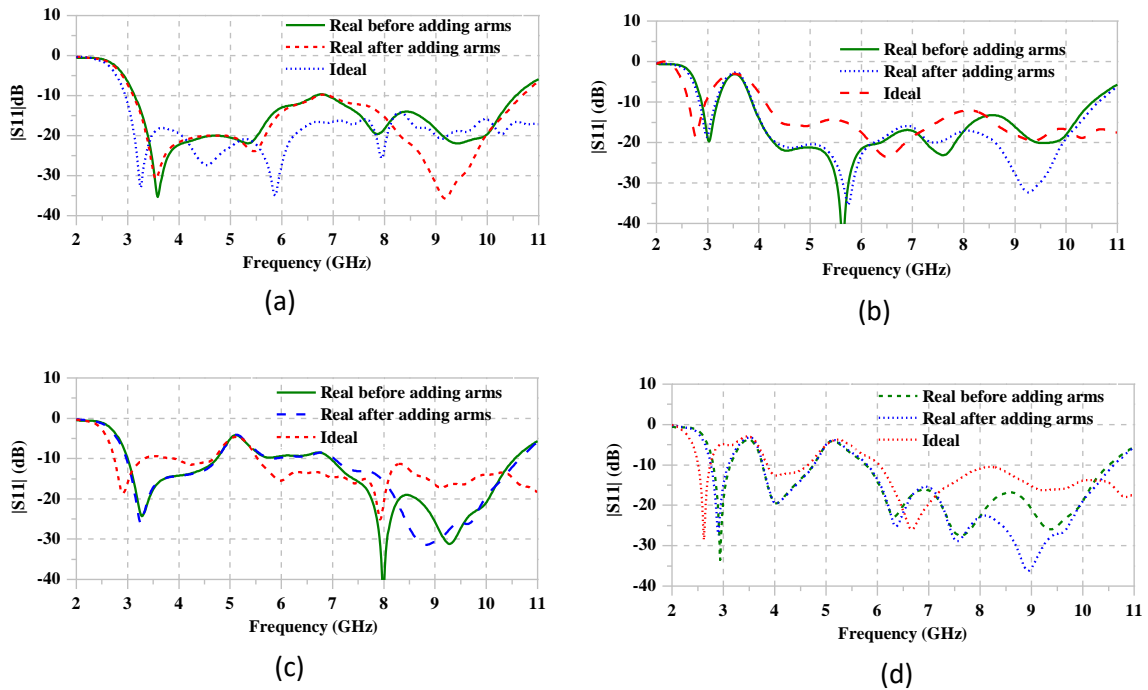 10
0
-10
-20
-30
-40
|S11|dB
Real before adding arms
Real after adding arms
Ideal
2 3 4 5 6 7 8 9 10 11
Frequency (GHz)
(a)
10
0
-10
-20
-30
-40
|S11| (dB)
Real before adding arms
Real after adding arms
Ideal
2 3 4 5 6 7 8 9 10 11
Frequency (GHz)
(b)
10
0
-10
-20
-30
-40
|S11| (dB)
Real before adding arms
Real after adding arms
Ideal
2 3 4 5 6 7 8 9 10 11
Frequency (GHz)
(c)
10
0
-10
-20
-30
-40
|S11| (dB)
Real before adding arms
Real after adding arms
Ideal
2 3 4 5 6 7 8 9 10 11
Frequency (GHz)
(d)